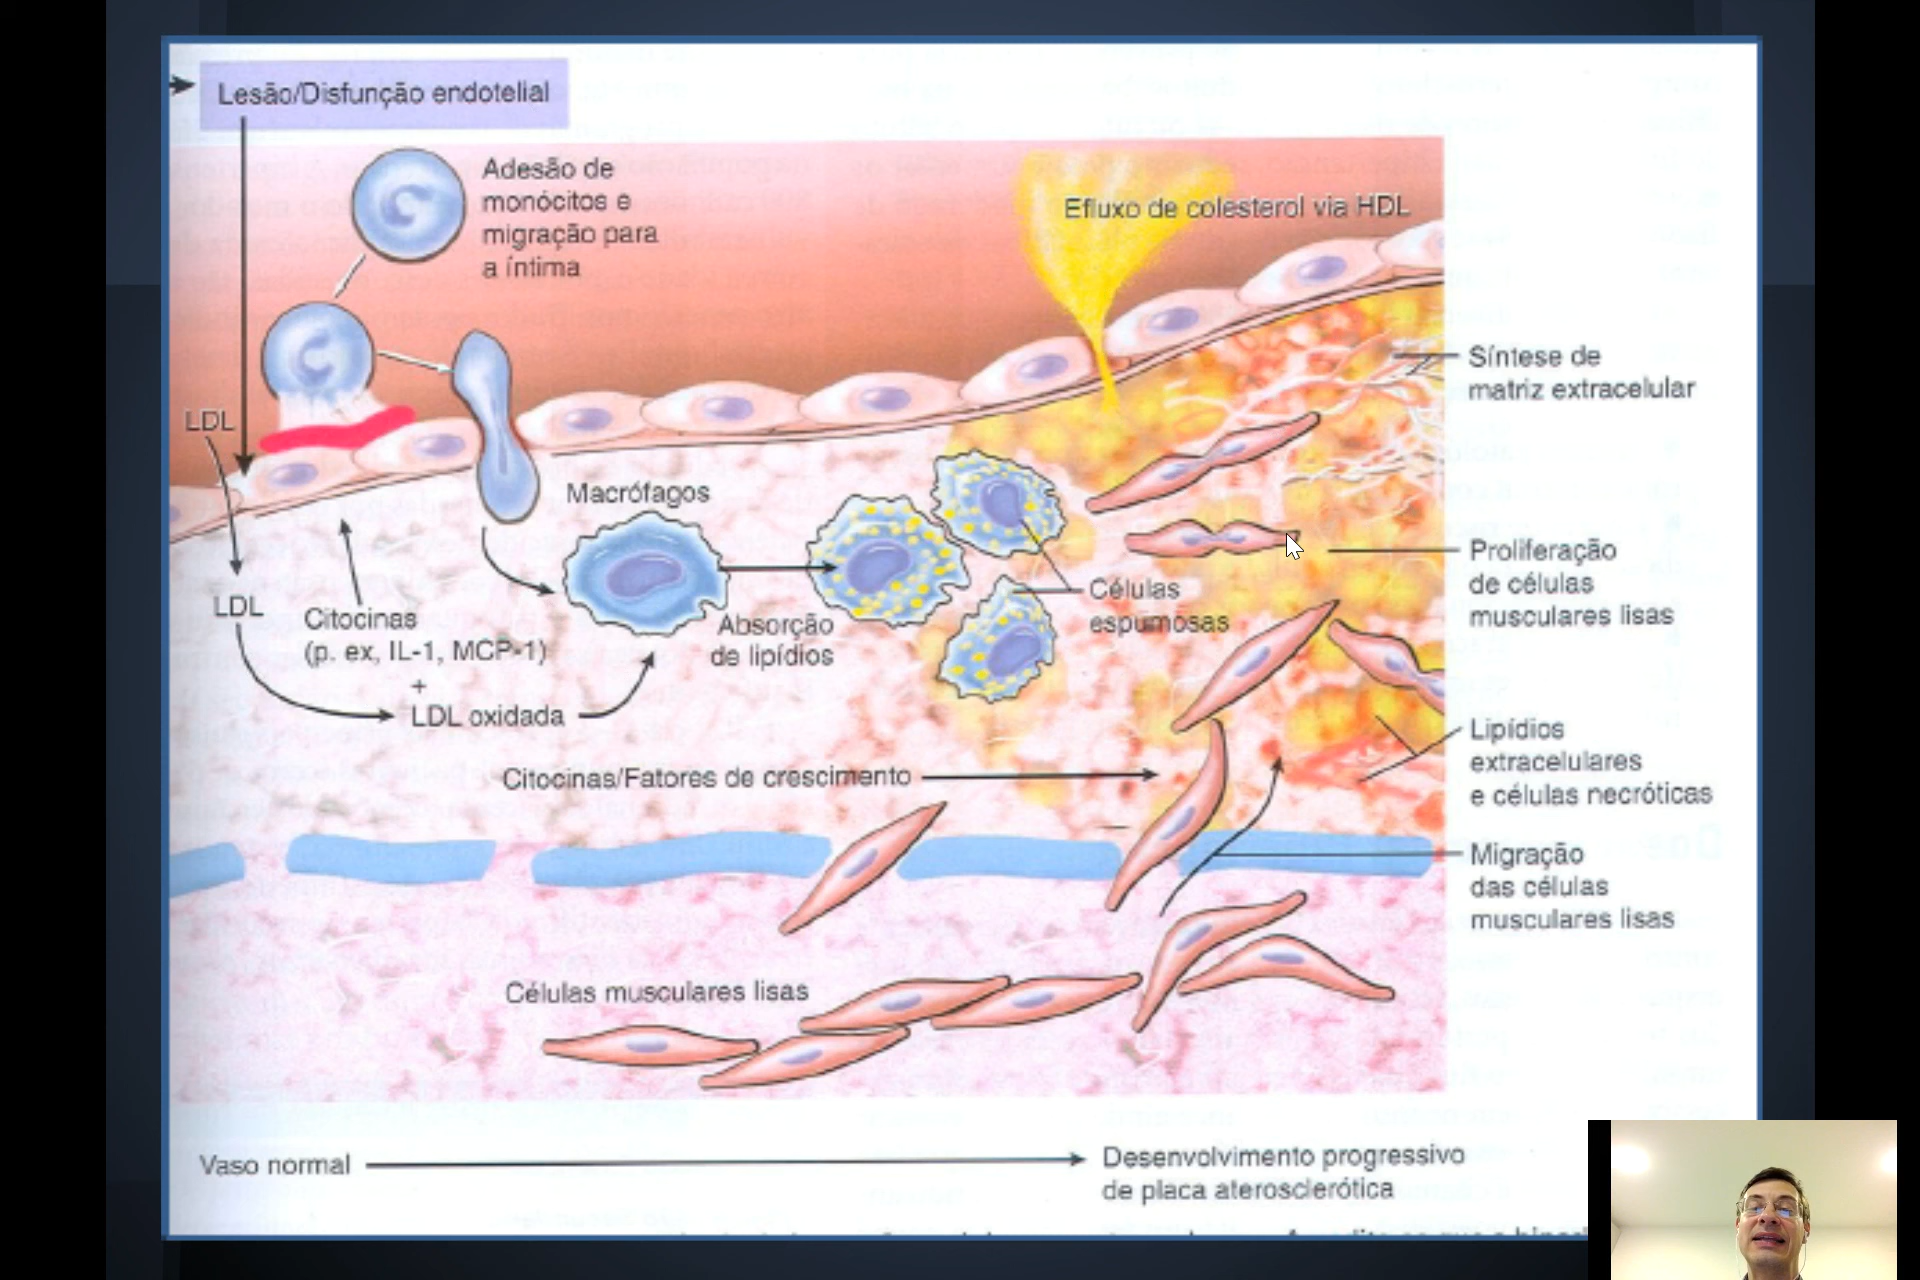 Lesão/Disfunção endotelial
Adesão de
monócitos e
migração para
a íntima
Efluxo de colesterol via HDL
Síntese de
matriz extracelular
LDL
Macrófagos
Proliferação
de células
musculares lisas
Células
espumosas
LDL
Citocinas
(p. ex, IL-1, MCP-1)
+
LDL oxidada
Absorção
de lipídios
Lipídios
extracelulares
e células necróticas
Citocinas/Fatores de crescimento
Migração
das células
musculares lisas
Células musculares lisas
Vaso normal
Desenvolvimento progressivo
de placa aterosclerótica